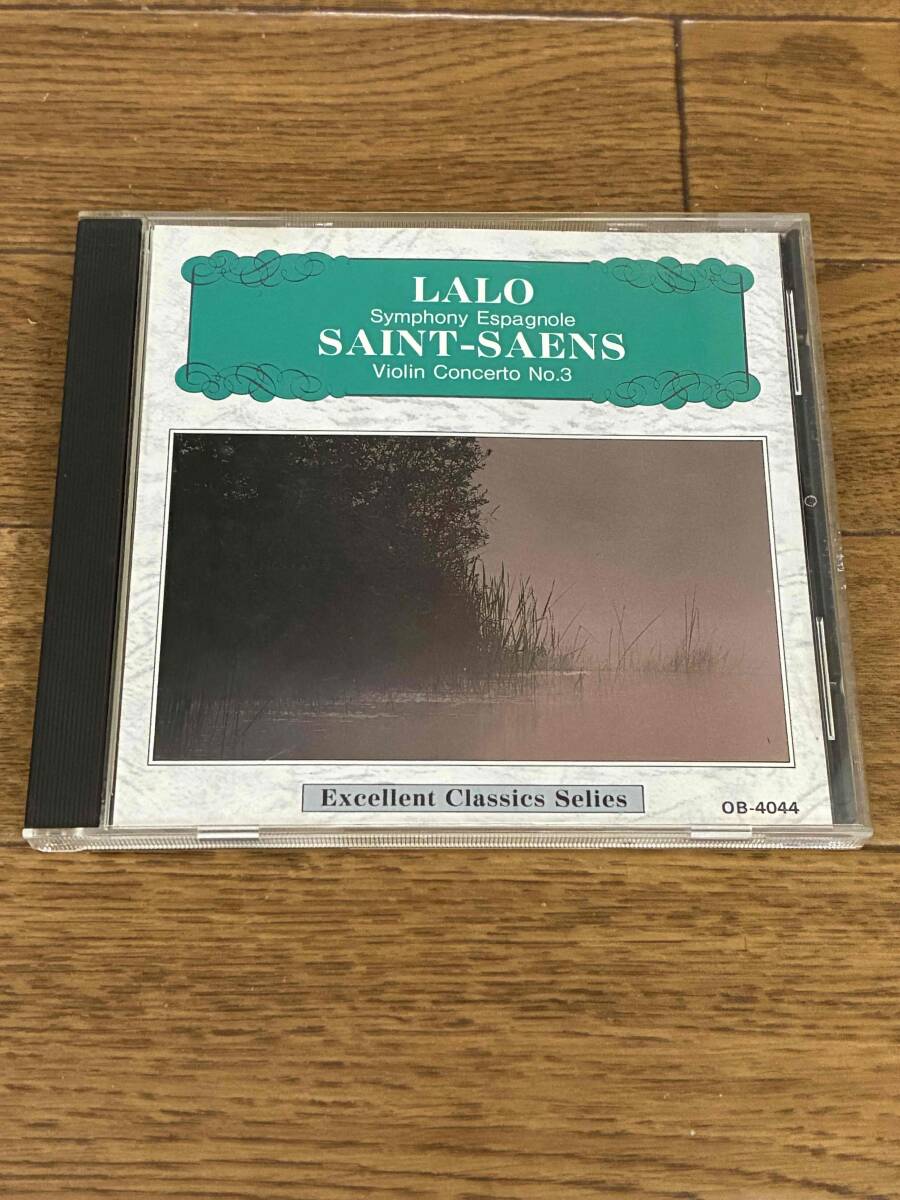 LALO
Symphony Espagnole
SAINT-SAENS
Violin Concerto No.3
Excellent Classics Selies
OB-4044